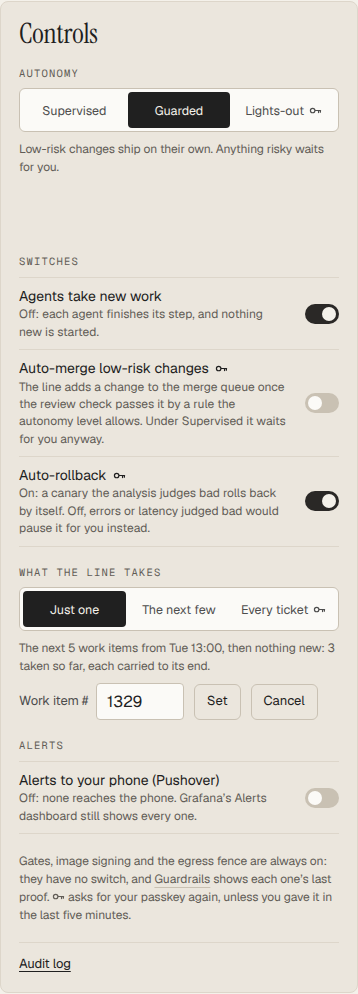 Controls
AUTONOMY
Supervised Guarded Lights-out
Low-risk changes ship on their own. Anything risky waits
for you.
SWITCHES
Agents take new work
Off: each agent finishes its step, and nothing
new is started.
Auto-merge low-risk changes
The line adds a change to the merge queue once
the review check passes it by a rule the
autonomy level allows. Under Supervised it waits
for you anyway.
Auto-rollback
On: a canary the analysis judges bad rolls back
by itself. Off, errors or latency judged bad would
pause it for you instead.
WHAT THE LINE TAKES
Just one The next few Every ticket
The next 5 work items from Tue 13:00, then nothing new: 3
taken so far, each carried to its end.
Work item # 1329 Set Cancel
ALERTS
Alerts to your phone (Pushover)
Off: none reaches the phone. Grafana's Alerts
dashboard still shows every one.
Gates, image signing and the egress fence are always on:
they have no switch, and Guardrails shows each one's last
proof. asks for your passkey again, unless you gave it in
the last five minutes.
Audit log